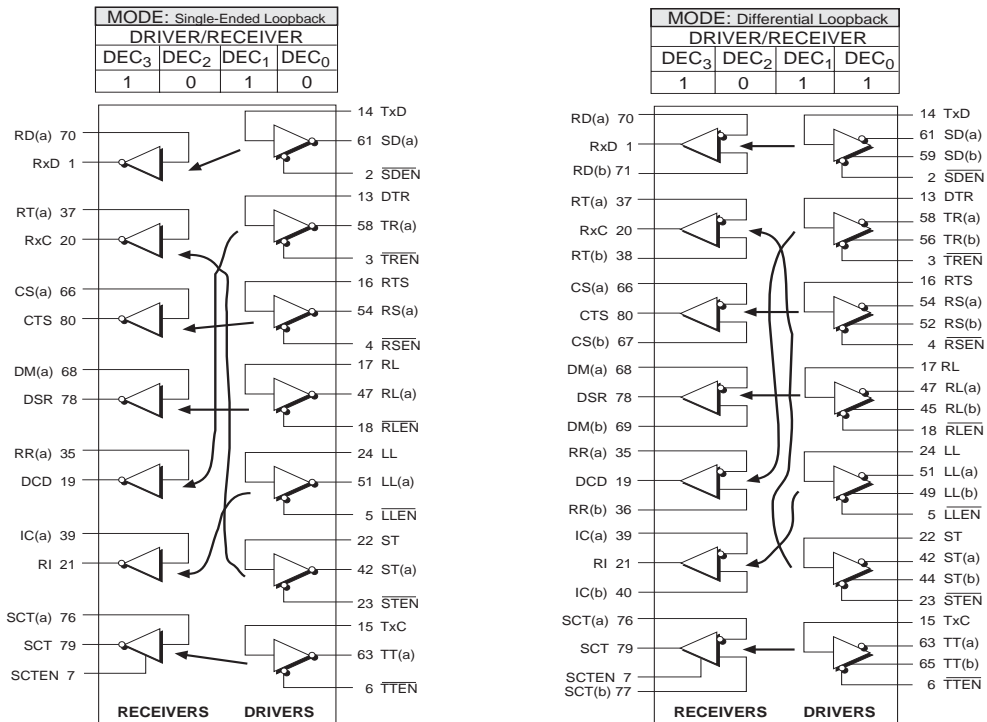 MODE: Single-Ended Loopback
DRIVER/RECEIVER
DEC3 DEC2 DEC1 DEC0
1 0 1 0
14 TxD
RD(a) 70
61 SD(a)
RxD 1
2 SDEN
13 DTR
RT(a) 37
58 TR(a)
RxC 20
3 TREN
16 RTS
CS(a) 66
54 RS(a)
CTS 80
4 RSEN
17 RL
DM(a) 68
47 RL(a)
DSR 78
18 RLEN
24 LL
RR(a) 35
51 LL(a)
DCD 19
5 LLEN
IC(a) 39
22 ST
RI 21
42 ST(a)
23 STEN
SCT(a) 76
15 TxC
SCT 79
63 TT(a)
SCTEN 7
6 TTEN
RECEIVERS DRIVERS
MODE: Differential Loopback
DRIVER/RECEIVER
DEC3 DEC2 DEC1 DEC0
1 0 1 1
14 TxD
RD(a) 70
61 SD(a)
RxD 1
59 SD(b)
RD(b) 71
2 SDEN
13 DTR
RT(a) 37
58 TR(a)
RxC 20
56 TR(b)
RT(b) 38
3 TREN
16 RTS
CS(a) 66
54 RS(a)
CTS 80
52 RS(b)
CS(b) 67
4 RSEN
17 RL
DM(a) 68
47 RL(a)
DSR 78
45 RL(b)
DM(b) 69
18 RLEN
24 LL
RR(a) 35
51 LL(a)
DCD 19
49 LL(b)
RR(b) 36
5 LLEN
IC(a) 39
22 ST
42 ST(a)
RI 21
44 ST(b)
IC(b) 40
23 STEN
SCT(a) 76
15 TxC
63 TT(a)
SCT 79
65 TT(b)
SCTEN 7
6 TTEN
SCT(b) 77
RECEIVERS DRIVERS